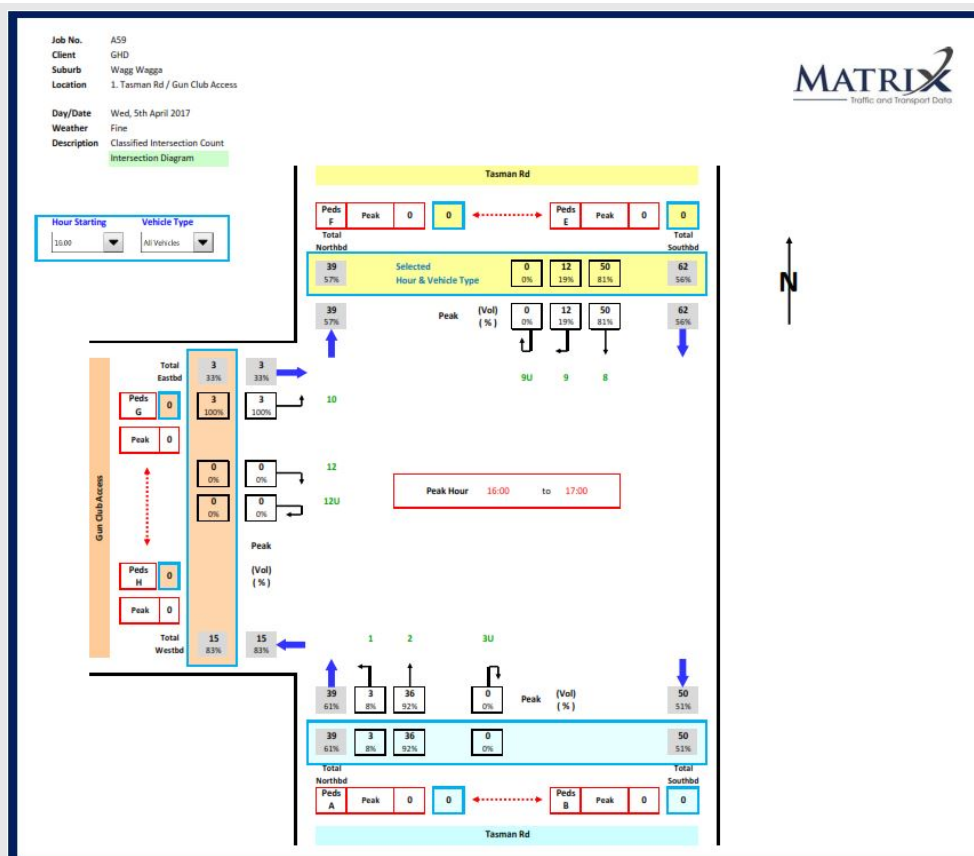 Job No. A59
Client GHD
Suburb Wagg Wagga
Location 1. Tasman Rd / Gun Club Access
MATRIX
Traffic and Transport Data
Day/Date Wed, 5th April 2017
Weather Fine
Description Classified Intersection Count
Intersection Diagram
Tasman Rd
Hour Starting Vehicle Type
16:00 All Vehicles
Peds F Peak 0 0 Peds E Peak 0 0
Total Northbd Total Southbd
39 Selected 0 12 50 62
57% Hour & Vehicle Type 0% 19% 81% 56%
39 Peak (Vol) 0 12 50 62
57% ( % ) 0% 19% 81% 56%
N
9U 9 8
Total Eastbd 3 33% 3 33%
Peds G 0 3 100% 3 100% 10
Peak 0
0 0% 0 0% 12
0 0% 0 0% 12U
Peak Hour 16:00 to 17:00
Gun Club Access
Peak
(Vol)
( % )
Peds H 0
Peak 0
Total Westbd 15 83% 15 83%
1 2 3U
39 3 36 0 Peak (Vol) 50
61% 8% 92% 0% ( % ) 51%
39 3 36 0 50
61% 8% 92% 0% 51%
Total Northbd Total Southbd
Peds A Peak 0 0 Peds B Peak 0 0
Tasman Rd